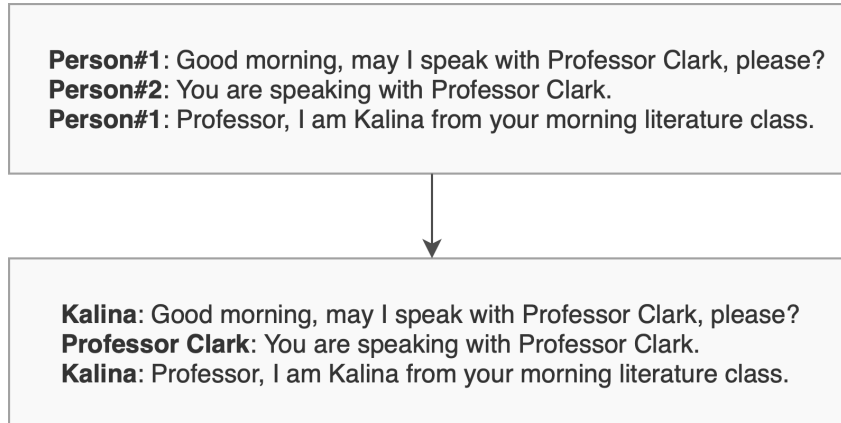 Person#1: Good morning, may I speak with Professor Clark, please?
Person#2: You are speaking with Professor Clark.
Person#1: Professor, I am Kalina from your morning literature class.
Kalina: Good morning, may I speak with Professor Clark, please?
Professor Clark: You are speaking with Professor Clark.
Kalina: Professor, I am Kalina from your morning literature class.